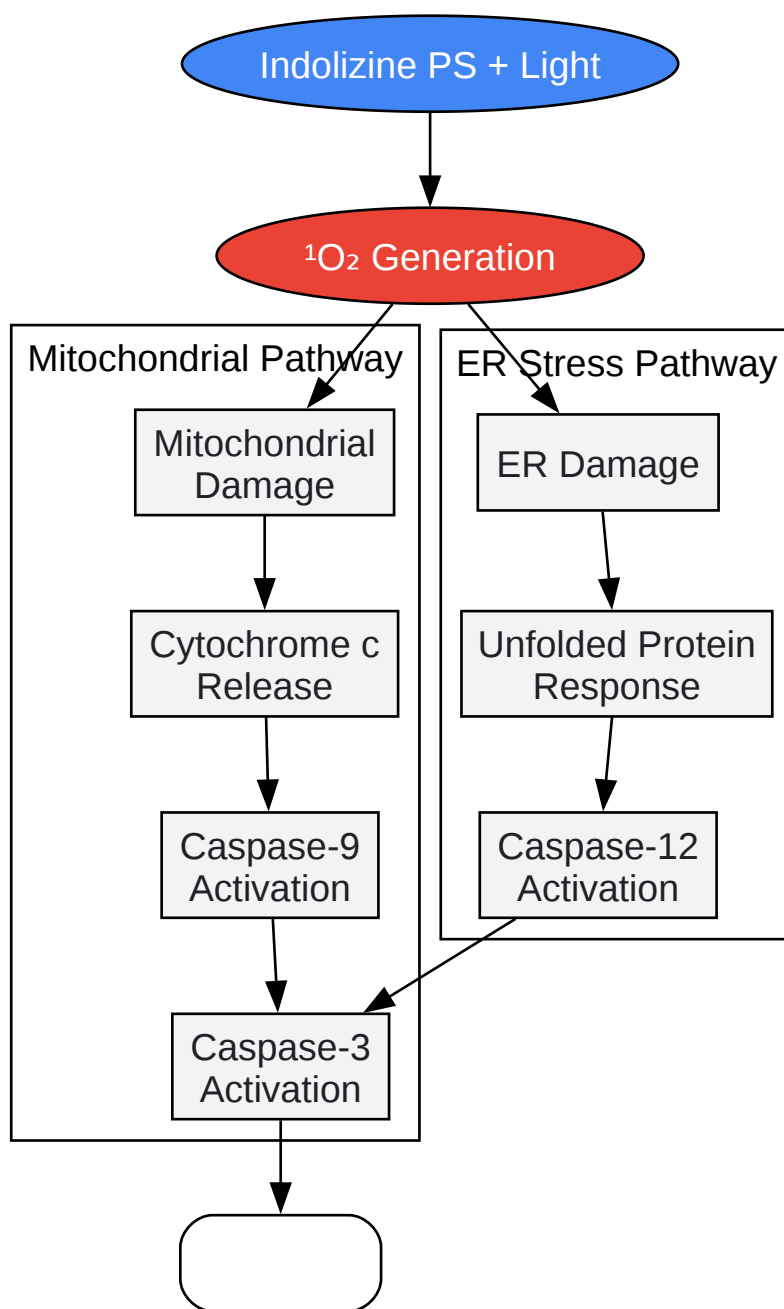 Indolizine PS + Light
¹O₂ Generation
Mitochondrial Pathway
Mitochondrial
Damage
Cytochrome c
Release
Caspase-9
Activation
Caspase-3
Activation
ER Stress Pathway
ER Damage
Unfolded Protein
Response
Caspase-12
Activation